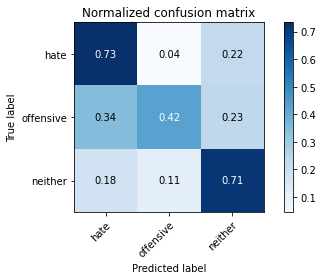 Normalized confusion matrix
True label
hate 0.73 0.04 0.22
offensive 0.34 0.42 0.23
neither 0.18 0.11 0.71
hate offensive neither
Predicted label
0.7
0.6
0.5
0.4
0.3
0.2
0.1